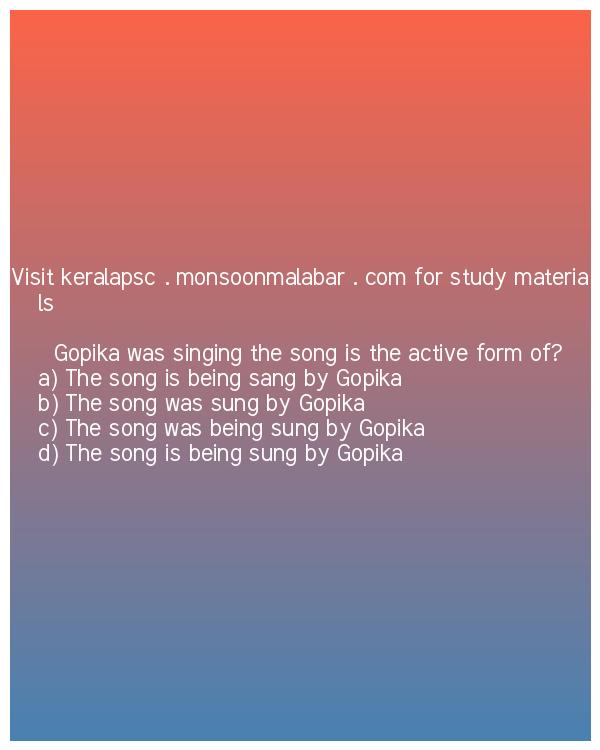 Visit keralapsc . monsoonmalabar . com for study materia
ls
Gopika was singing the song is the active form of?
a) The song is being sang by Gopika
b) The song was sung by Gopika
c) The song was being sung by Gopika
d) The song is being sung by Gopika